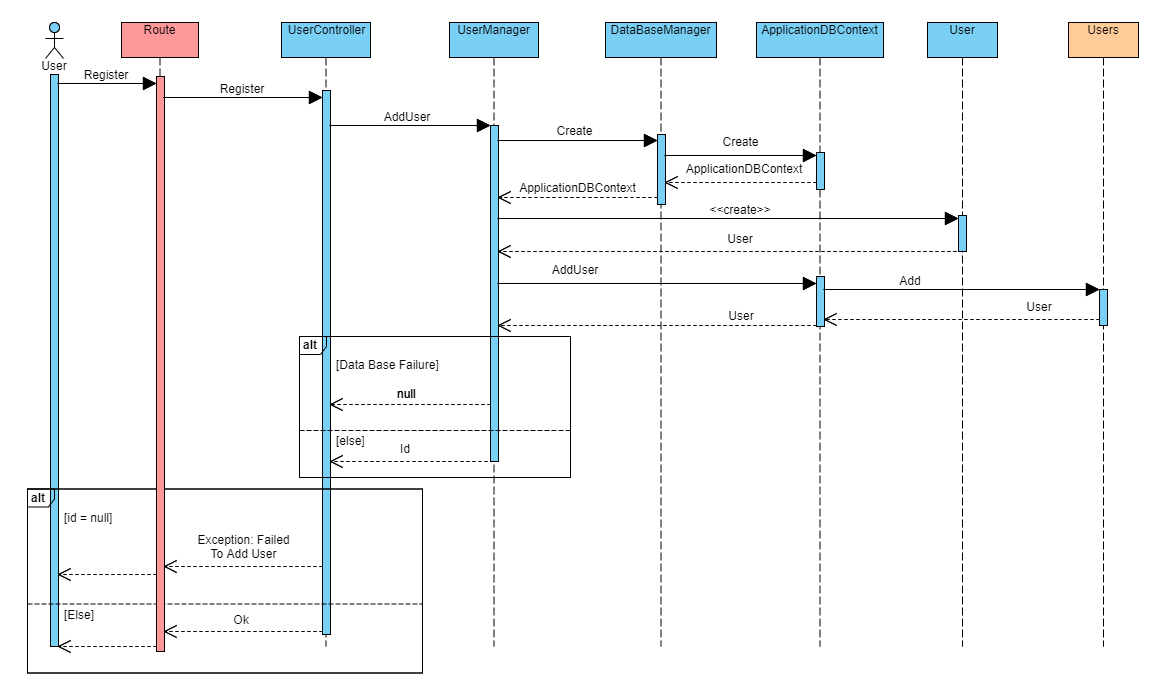 Route
UserController
UserManager
DataBaseManager
ApplicationDBContext
User
Users
User
Register
Register
AddUser
Create
Create
ApplicationDBContext
ApplicationDBContext
<<create>>
User
AddUser
Add
User
User
alt
[Data Base Failure]
null
[else]
Id
alt
[id = null]
Exception: Failed
To Add User
[Else]
Ok